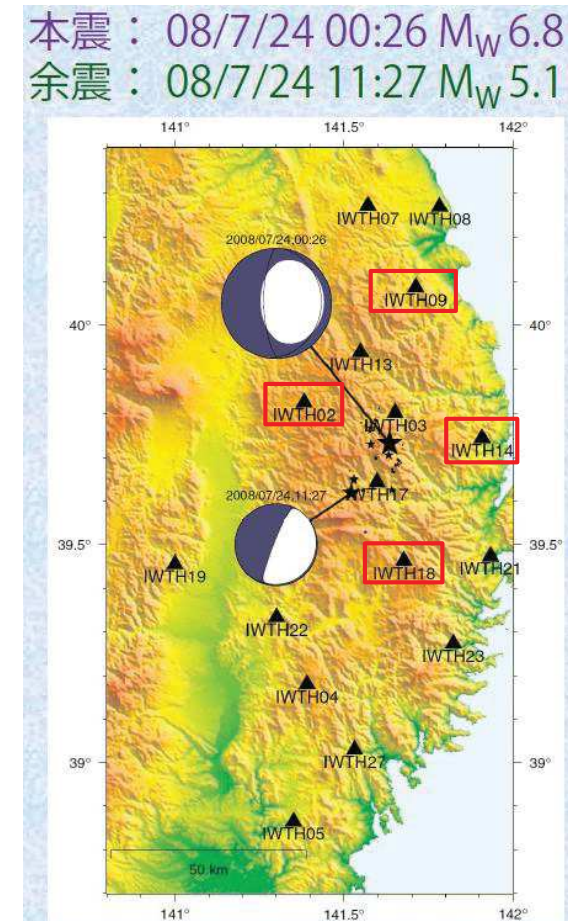 本震： 08/7/24 00:26 MW 6.8
余震： 08/7/24 11:27 MW 5.1
141° 141.5° 142°
IWTH07 IWTH08
2008/07/24,00:26
IWTH09
40° 40°
IWTH13
IWTH02
IWTH03
IWTH14
2008/07/24,11:27
IWTH17
39.5° 39.5°
IWTH19
IWTH18
IWTH21
IWTH22
IWTH23
IWTH04
39° 39°
IWTH27
IWTH05
50 km
141° 141.5° 142°